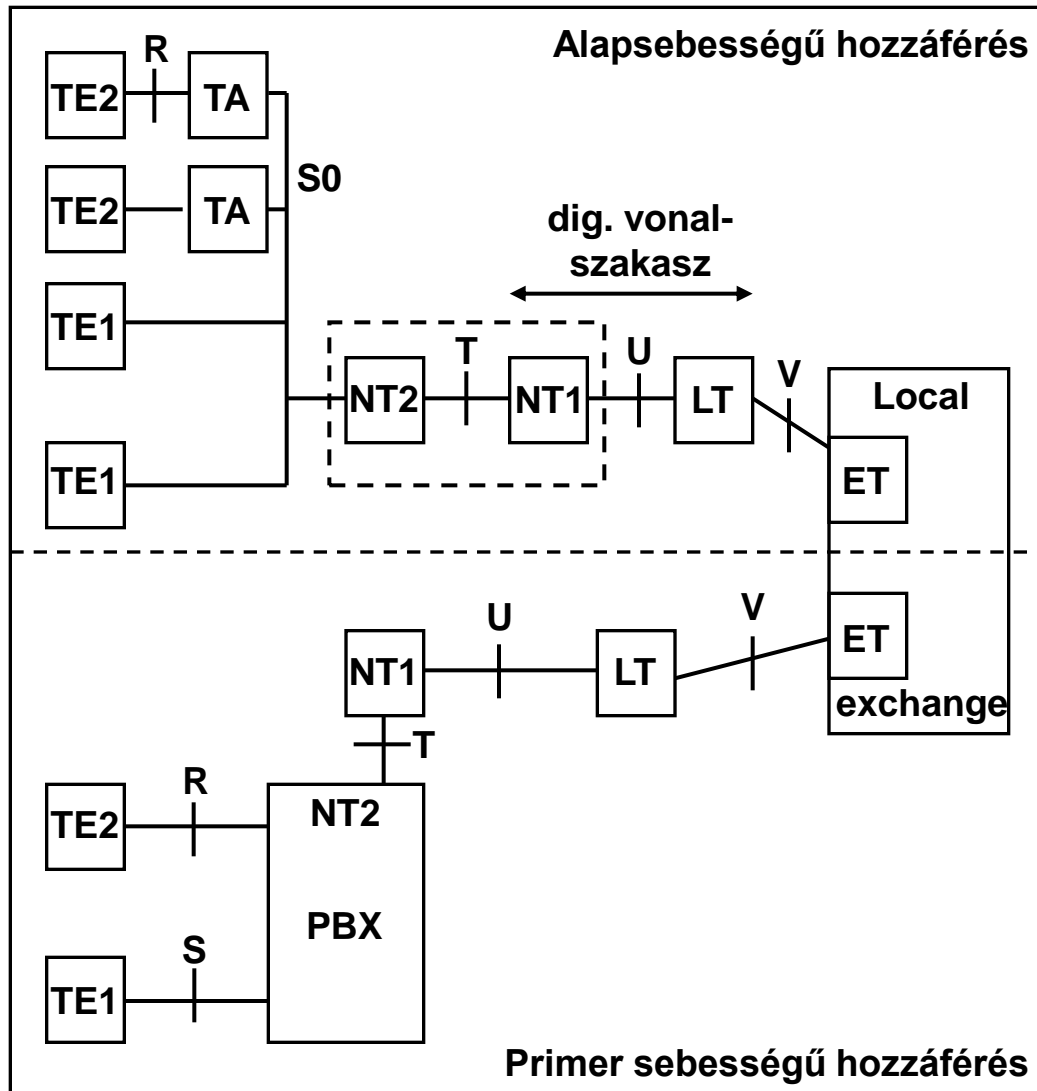 Alapsebességű hozzáférés
R
TE2
TA
S0
TE2
TA
dig. vonal-
szakasz
TE1
T
U
V
NT2
NT1
LT
Local
TE1
ET
U
V
ET
NT1
LT
exchange
T
R
NT2
TE2
PBX
S
TE1
Primer sebességű hozzáférés